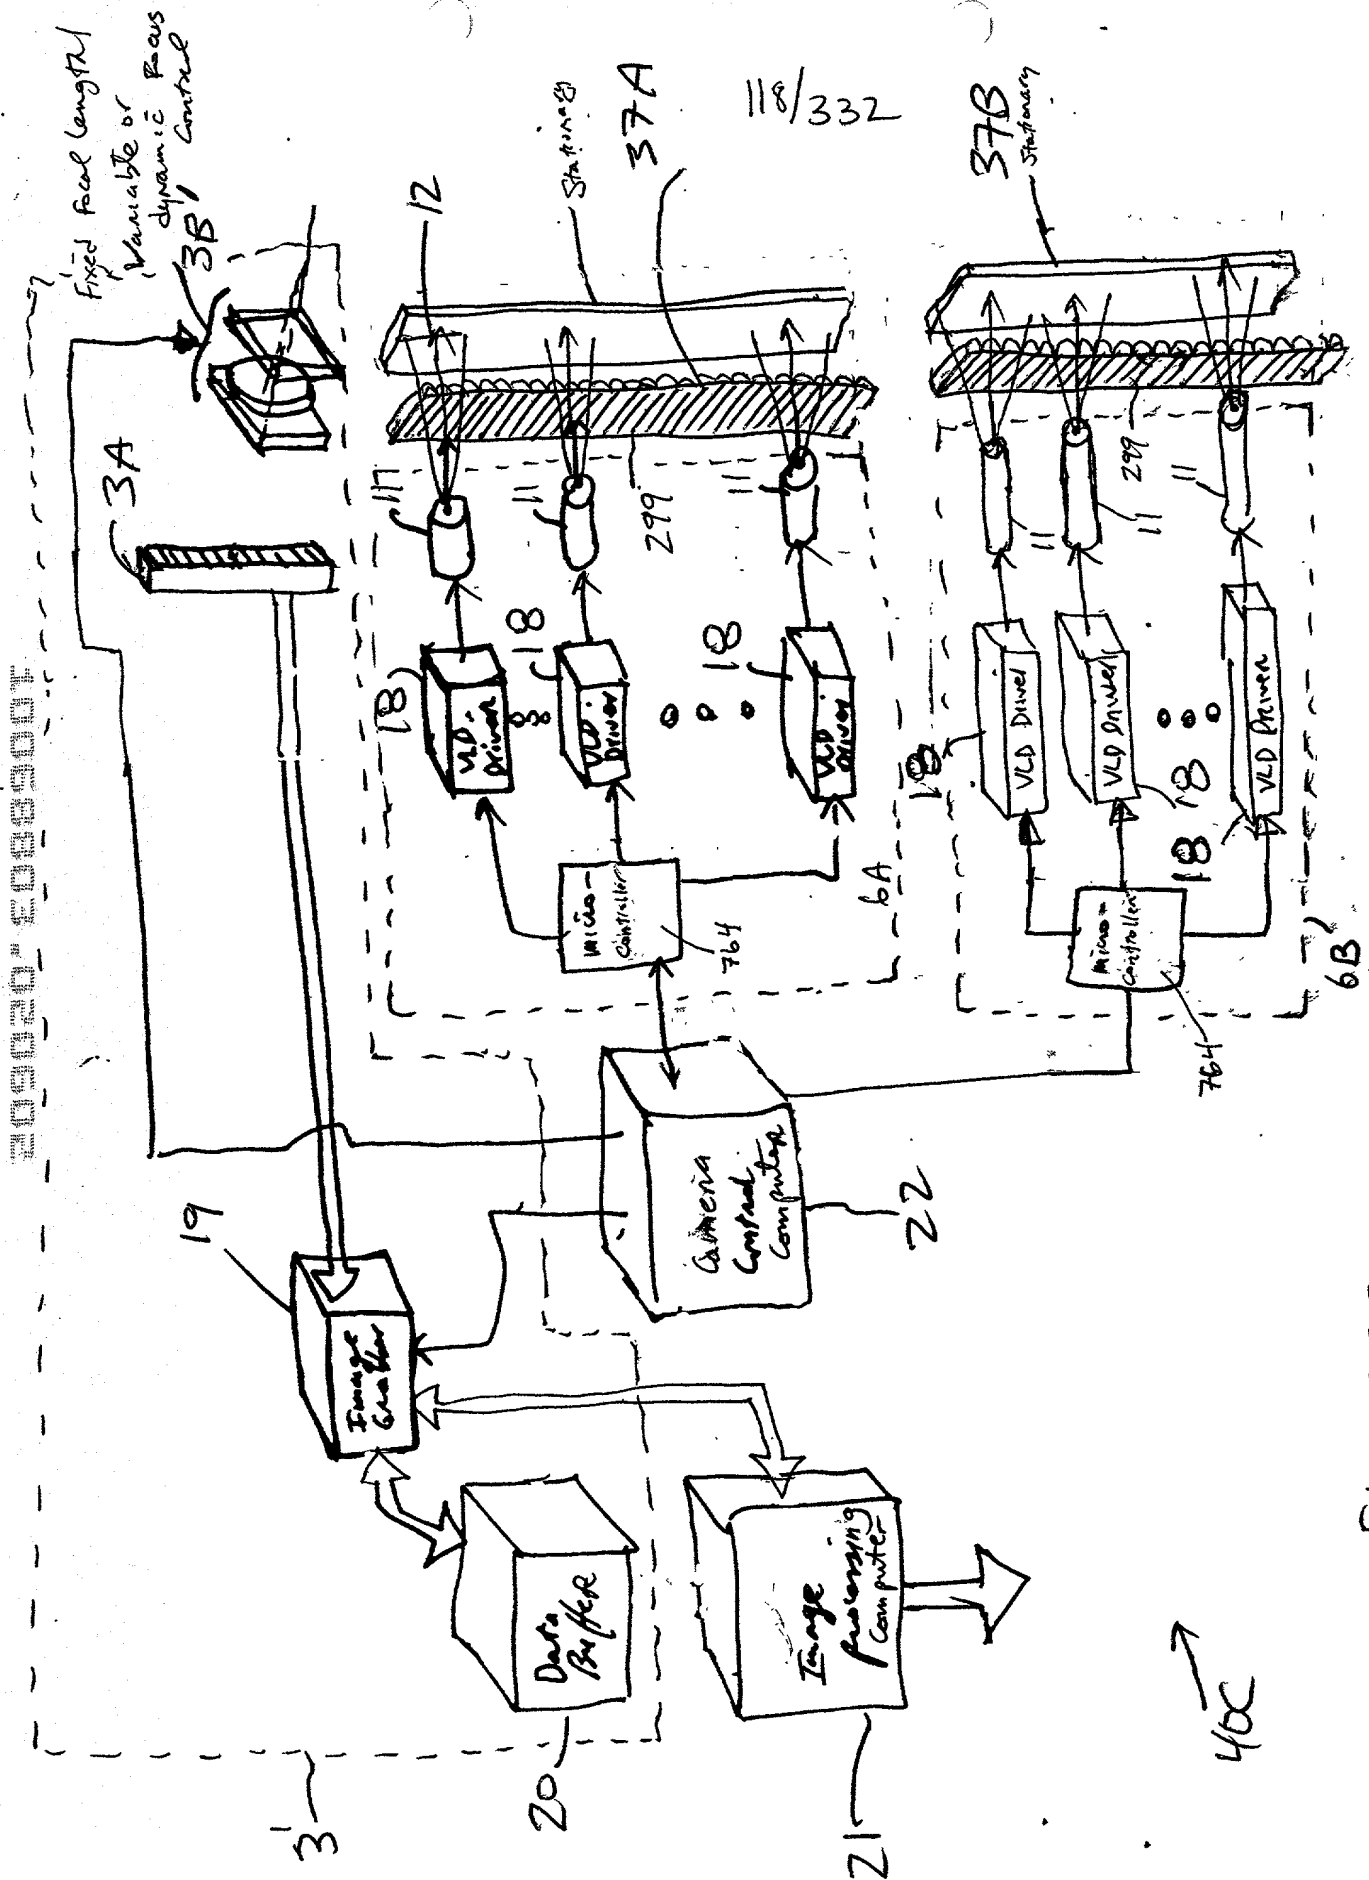 10068803.020602
Fixed Focal Length /
Variable or
dynamic Focus
Control
3B'
3A
19
Image
Grabber
Data
Buffer
20
3'
Image
Processing
Computer
21
Camera
Control
Computer
22
12
Stationary
37A
118/332
11
11
11
299
18
VLD
Driver
18
VLD
Driver
18
VLD
Driver
Micro-
Controller
764
6A
37B
Stationary
299
11
11
11
18
VLD Driver
VLD Driver
18
VLD Driver
18
Micro-
Controller
764
6B
40C